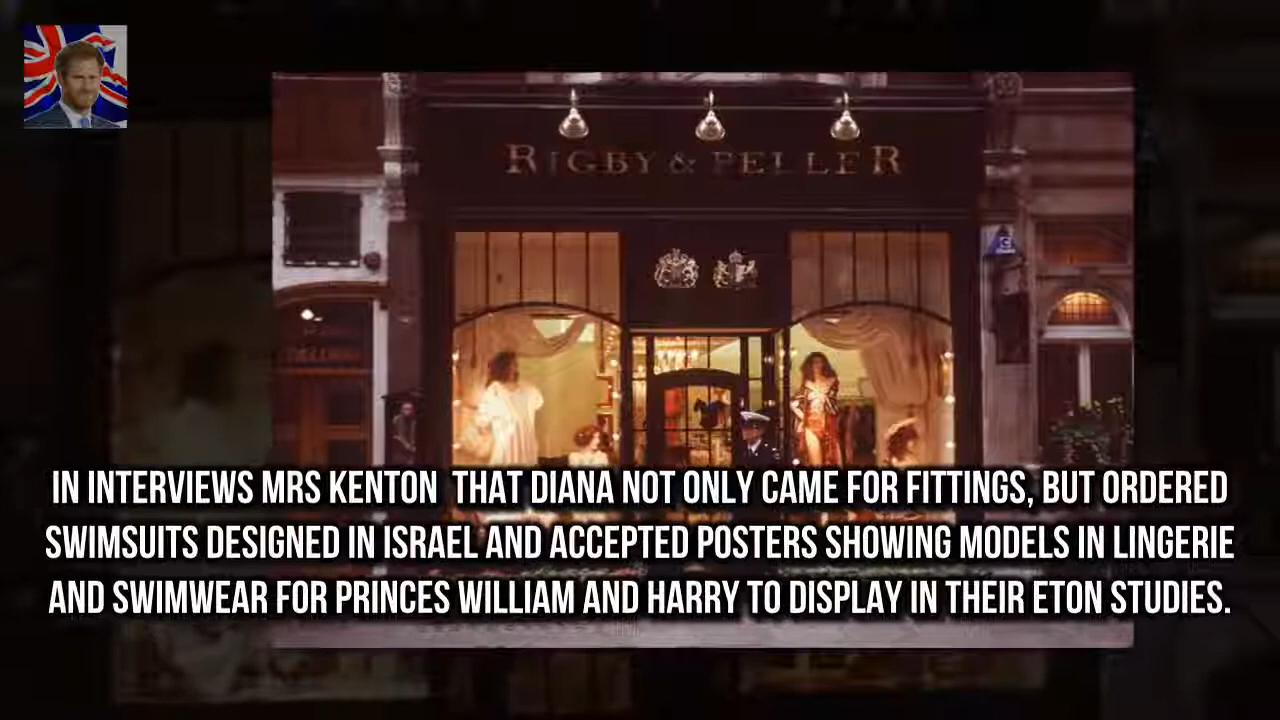 RIGBY & PELLER
IN INTERVIEWS MRS KENTON THAT DIANA NOT ONLY CAME FOR FITTINGS, BUT ORDERED
SWIMSUITS DESIGNED IN ISRAEL AND ACCEPTED POSTERS SHOWING MODELS IN LINGERIE
AND SWIMWEAR FOR PRINCES WILLIAM AND HARRY TO DISPLAY IN THEIR ETON STUDIES.